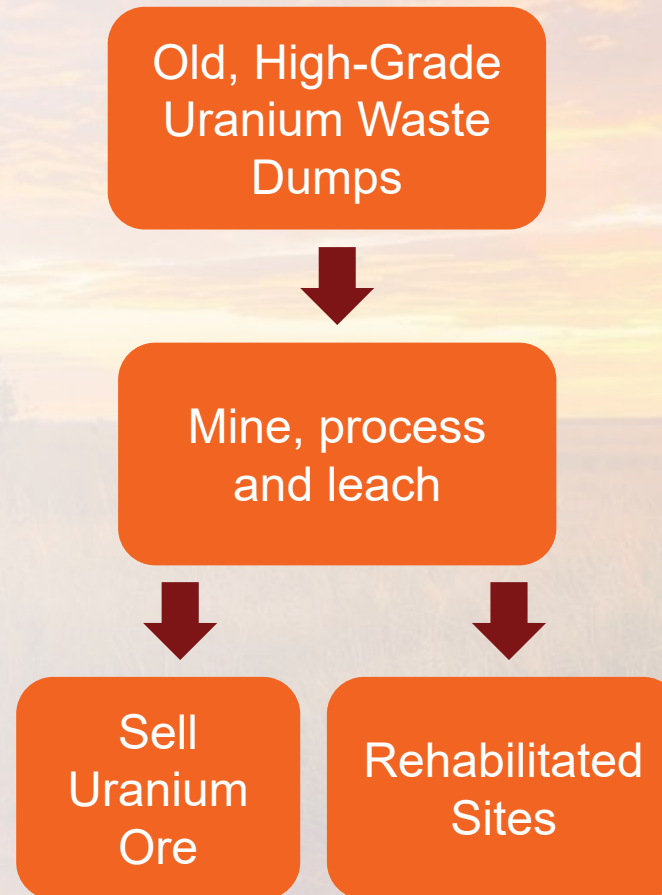 Old, High-Grade
Uranium Waste
Dumps
Mine, process
and leach
Sell
Uranium
Ore
Rehabilitated
Sites